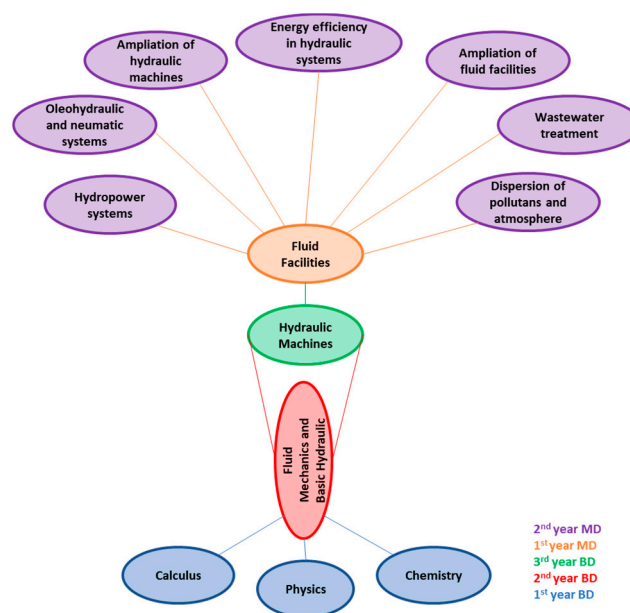 Energy efficiency
in hydraulic
systems
Ampliation of
hydraulic
machines
Ampliation of
fluid facilities
Oleohydraulic
and neumatic
systems
Wastewater
treatment
Hydropower
systems
Dispersion of
pollutans and
atmosphere
Fluid
Facilities
Hydraulic
Machines
Fluid
Mechanics and
Basic Hydraulic
Calculus
Physics
Chemistry
2nd year MD
1st year MD
3rd year BD
2nd year BD
1st year BD